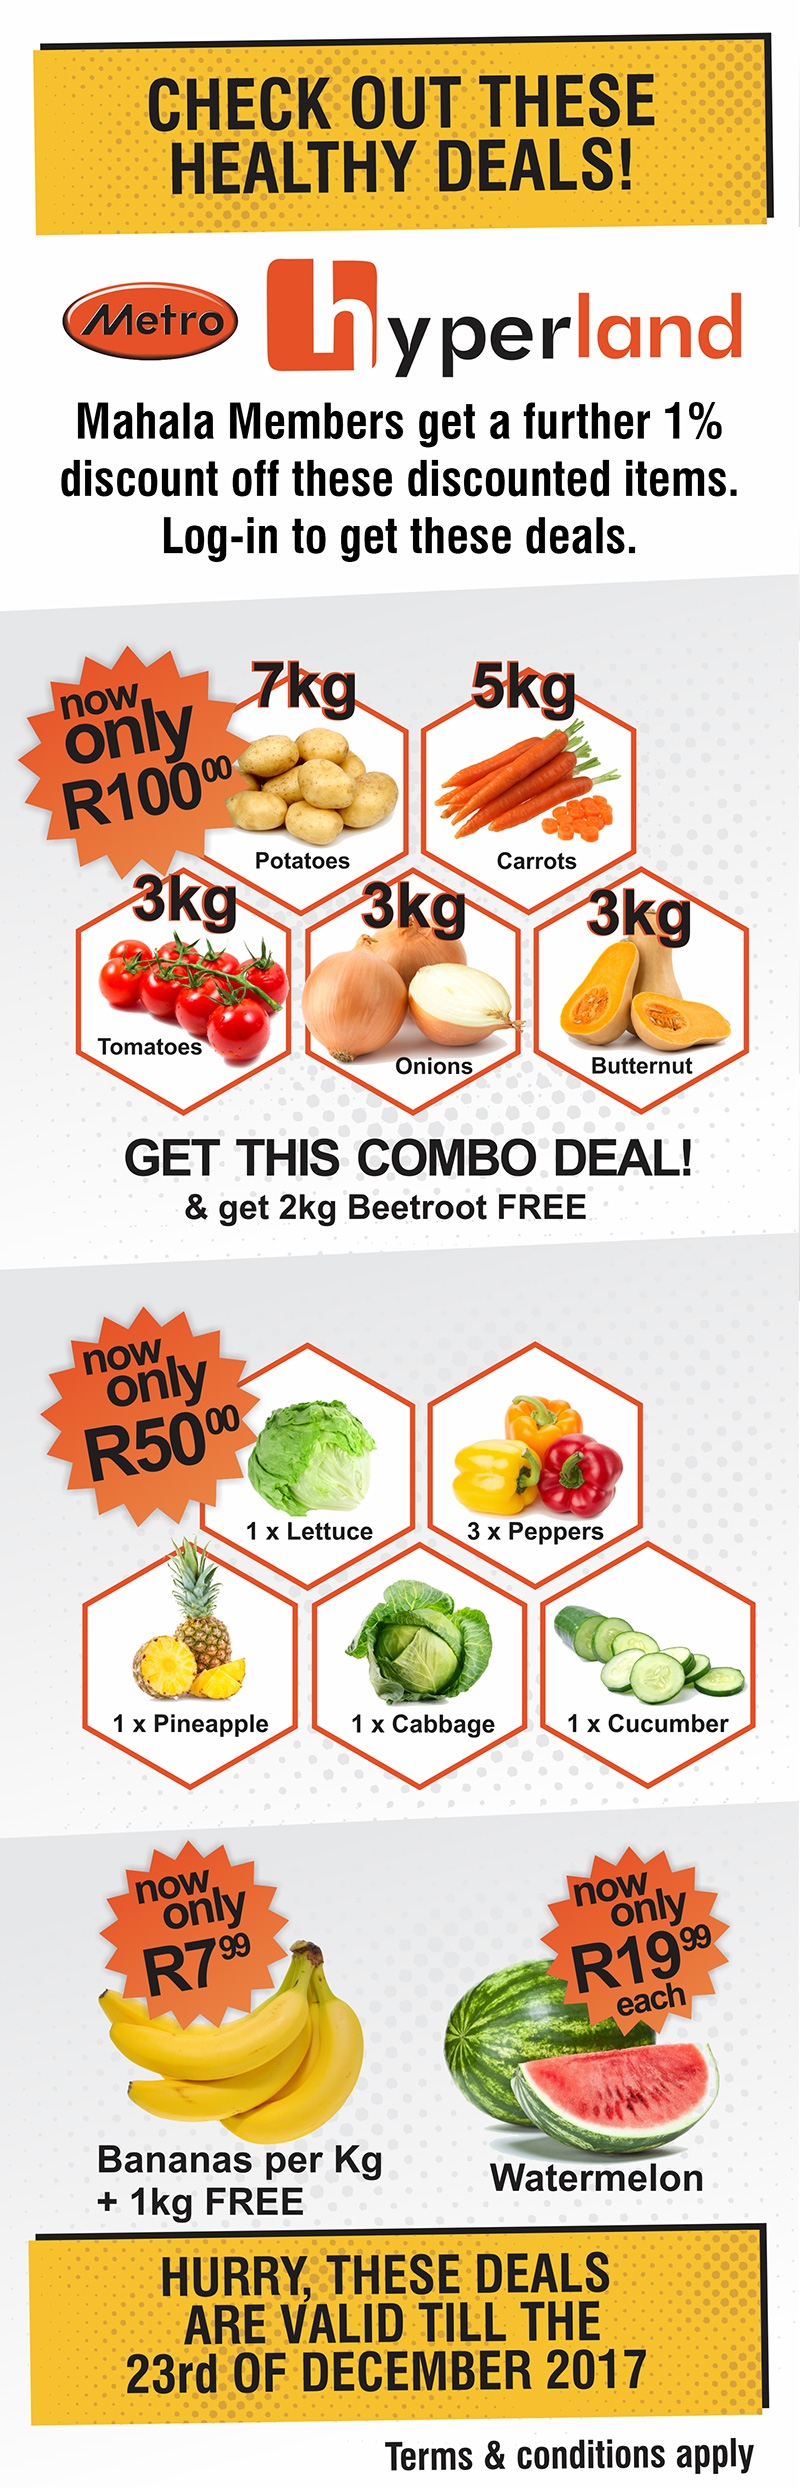 CHECK OUT THESE
HEALTHY DEALS!
Metro
hyperland
Mahala Members get a further 1%
discount off these discounted items.
Log-in to get these deals.
now
only
R100⁰⁰
7kg
Potatoes
5kg
Carrots
3kg
Tomatoes
3kg
Onions
3kg
Butternut
GET THIS COMBO DEAL!
& get 2kg Beetroot FREE
now
only
R50⁰⁰
1 x Lettuce
3 x Peppers
1 x Pineapple
1 x Cabbage
1 x Cucumber
now
only
R7⁹⁹
Bananas per Kg
+ 1kg FREE
now
only
R19⁹⁹
each
Watermelon
HURRY, THESE DEALS
ARE VALID TILL THE
23rd OF DECEMBER 2017
Terms & conditions apply